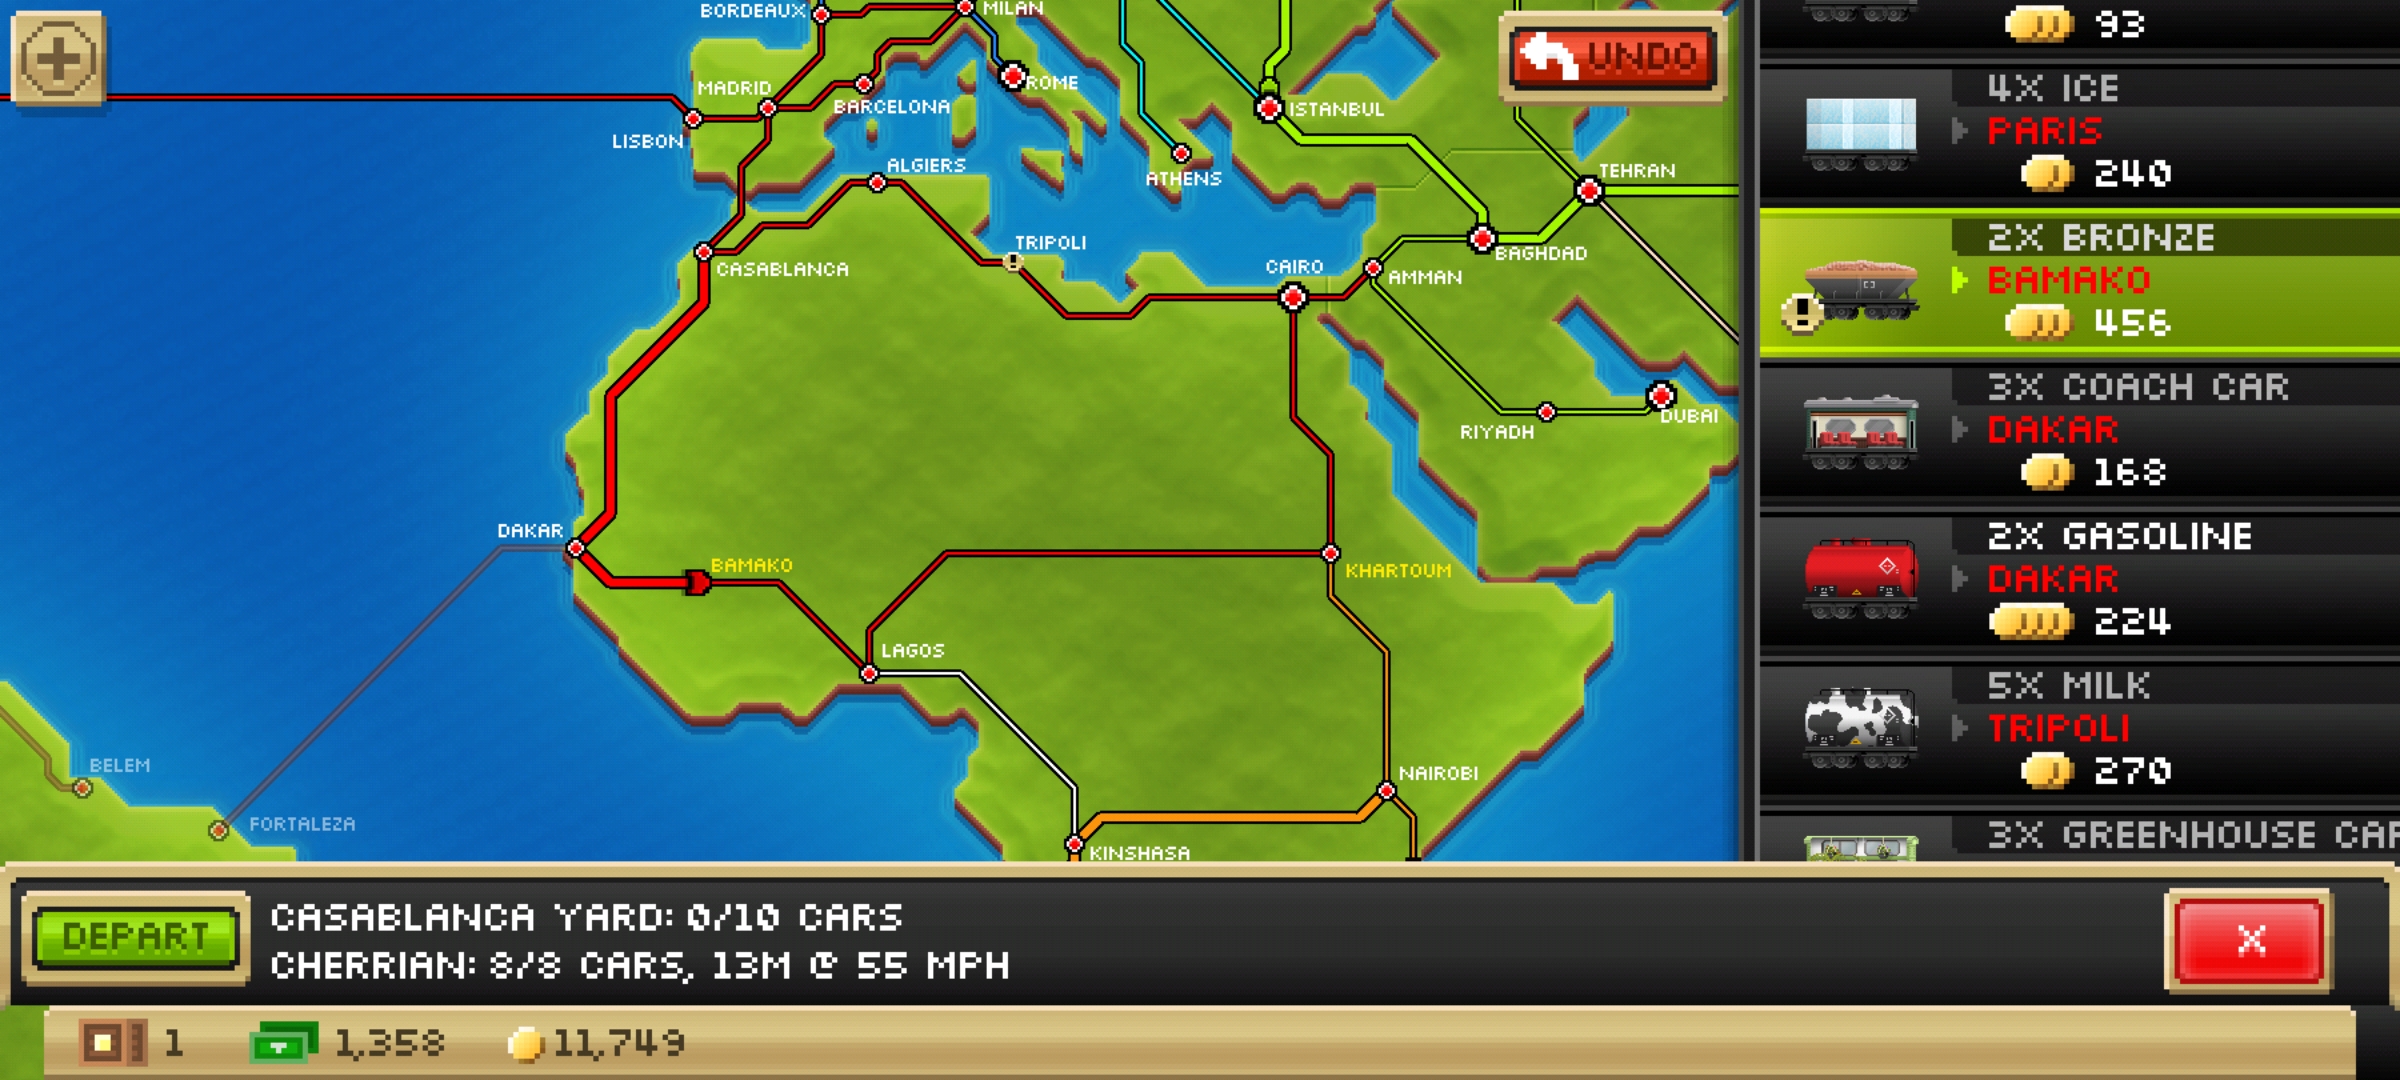 BORDEAUX
MILAN
MADRID
ROME
BARCELONA
LISBON
ALGIERS
ISTANBUL
ATHENS
TEHRAN
TRIPOLI
CASABLANCA
CAIRO
AMMAN
BAGHDAD
RIYADH
DUBAI
DAKAR
BAMAKO
KHARTOUM
LAGOS
BELEM
FORTALEZA
NAIROBI
KINSHASA
UNDO
93
4X ICE
PARIS
240
2X BRONZE
BAMAKO
456
3X COACH CAR
DAKAR
168
2X GASOLINE
DAKAR
224
5X MILK
TRIPOLI
270
3X GREENHOUSE CAR
DEPART
CASABLANCA YARD: 0/10 CARS
CHERRIAN: 8/8 CARS, 13M @ 55 MPH
X
1
1,358
11,749